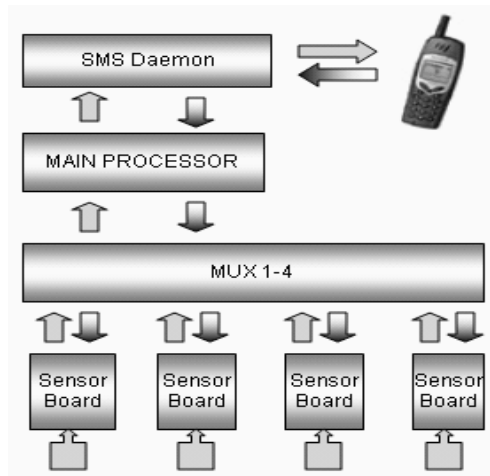 SMS Daemon
MAIN PROCESSOR
MUX 1-4
Sensor
Board
Sensor
Board
Sensor
Board
Sensor
Board